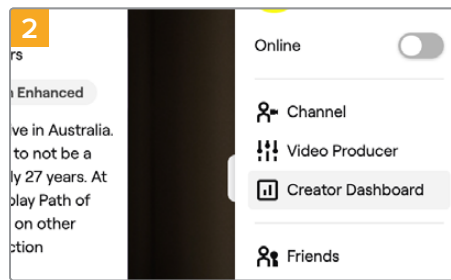 2
rs
n Enhanced
ve in Australia.
to not be a
ly 27 years. At
play Path of
on other
ction
Online
Channel
Video Producer
Creator Dashboard
Friends